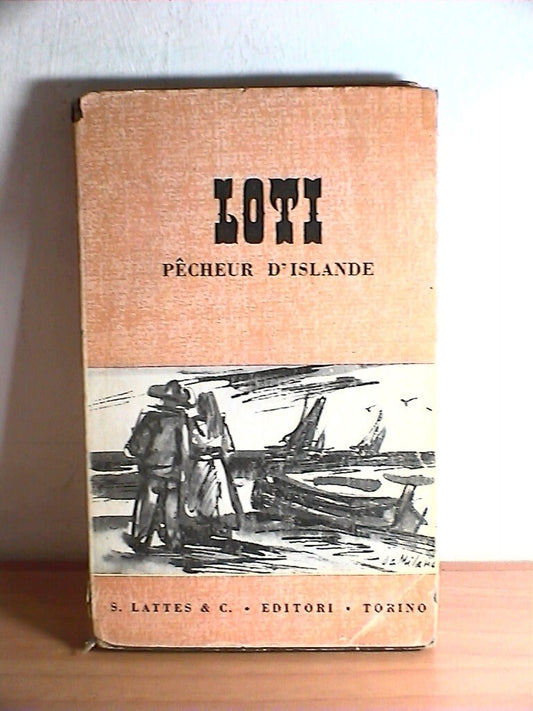 LOTI
PÊCHEUR D'ISLANDE
S. LATTES & C. • EDITORI • TORINO